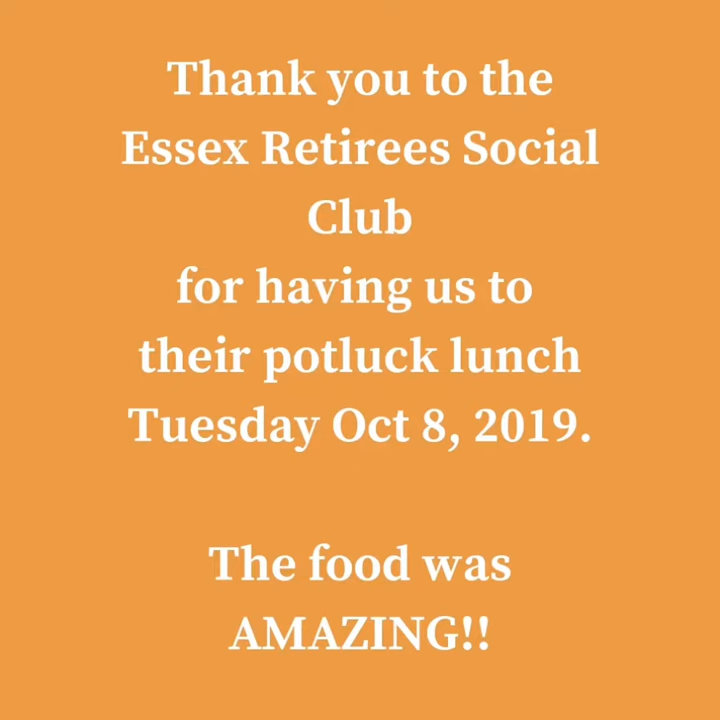 Thank you to the
Essex Retirees Social
Club
for having us to
their potluck lunch
Tuesday Oct 8, 2019.
The food was
AMAZING!!